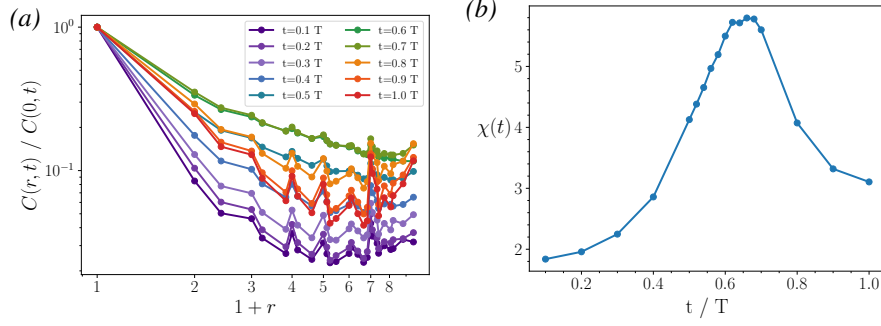 (a)
C(r, t) / C(0, t)
10⁰
10⁻¹
t=0.1 T
t=0.2 T
t=0.3 T
t=0.4 T
t=0.5 T
t=0.6 T
t=0.7 T
t=0.8 T
t=0.9 T
t=1.0 T
1 2 3 4 5 6 7 8
1 + r
(b)
χ(t)
5
4
3
2
0.2 0.4 0.6 0.8 1.0
t / T